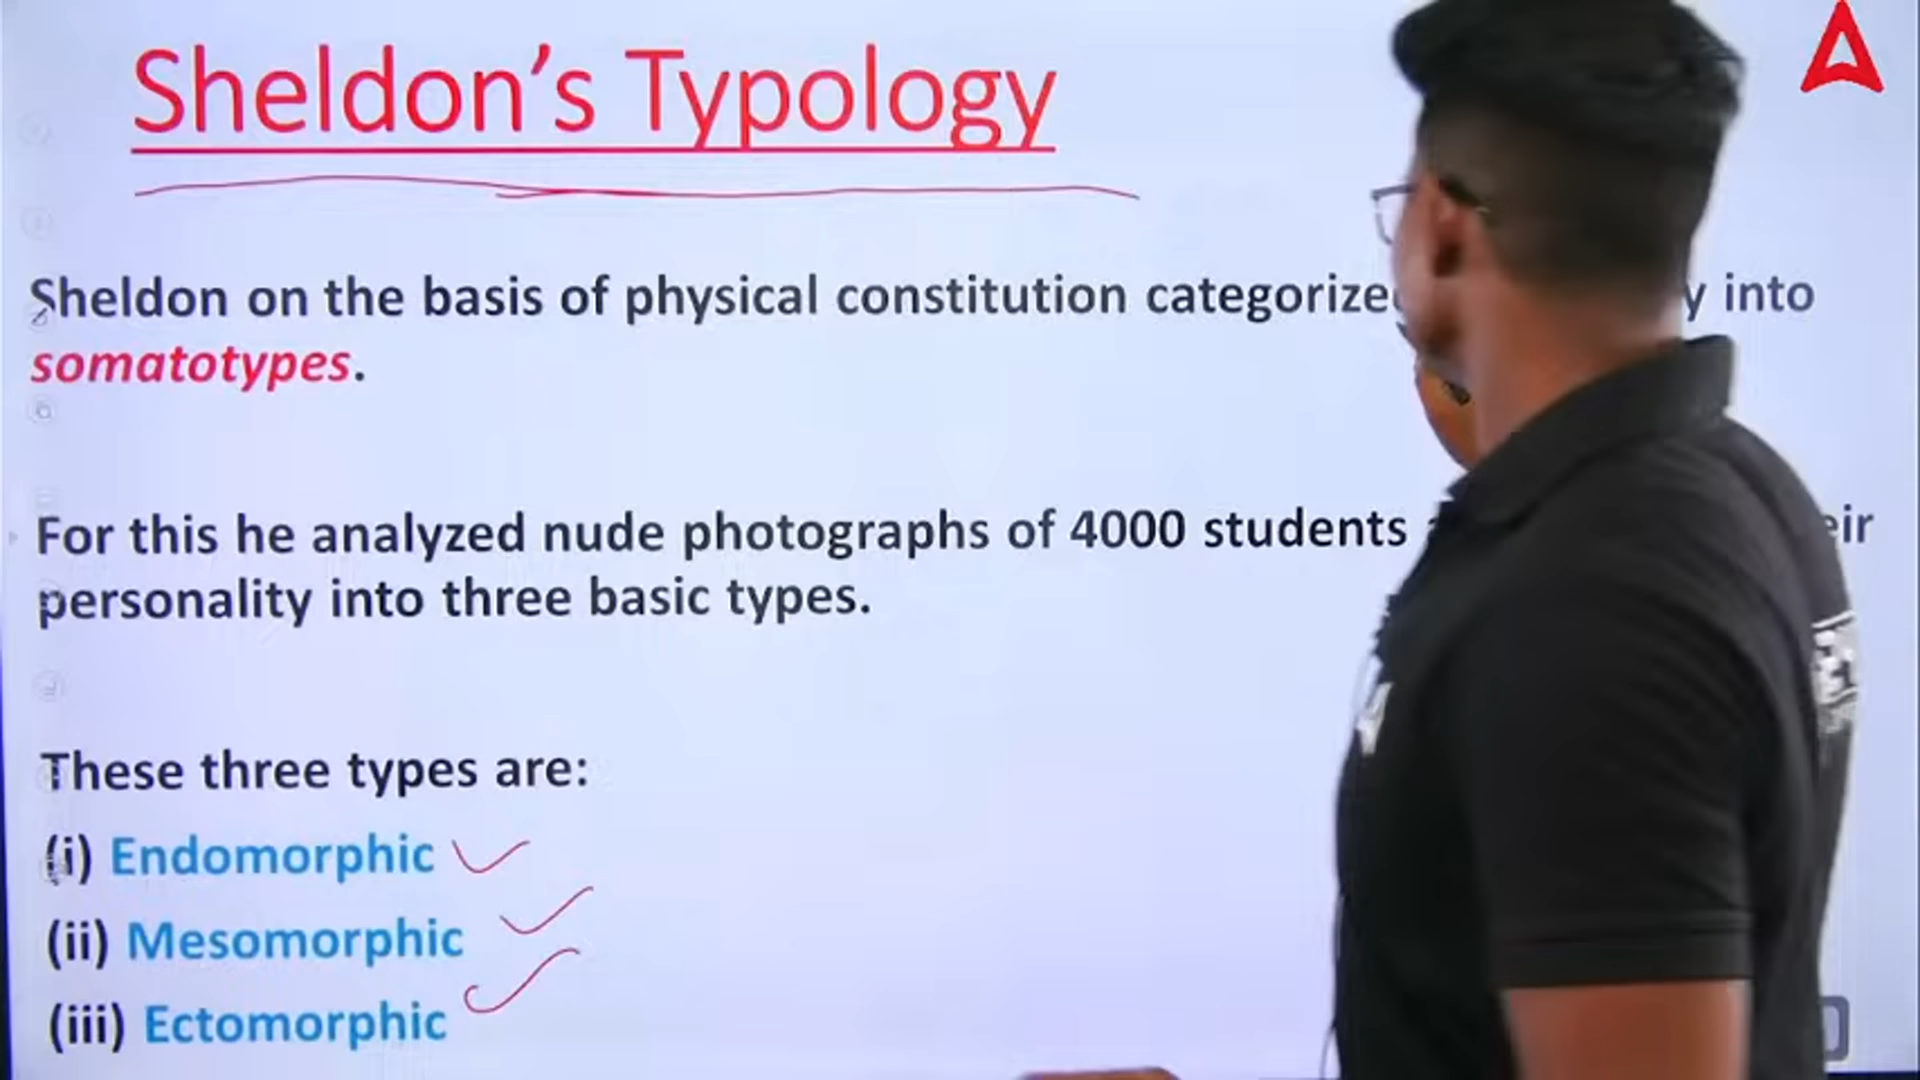 Sheldon's Typology
Sheldon on the basis of physical constitution categorize y into
somatotypes.
For this he analyzed nude photographs of 4000 students eir
personality into three basic types.
These three types are:
(i) Endomorphic
(ii) Mesomorphic
(iii) Ectomorphic